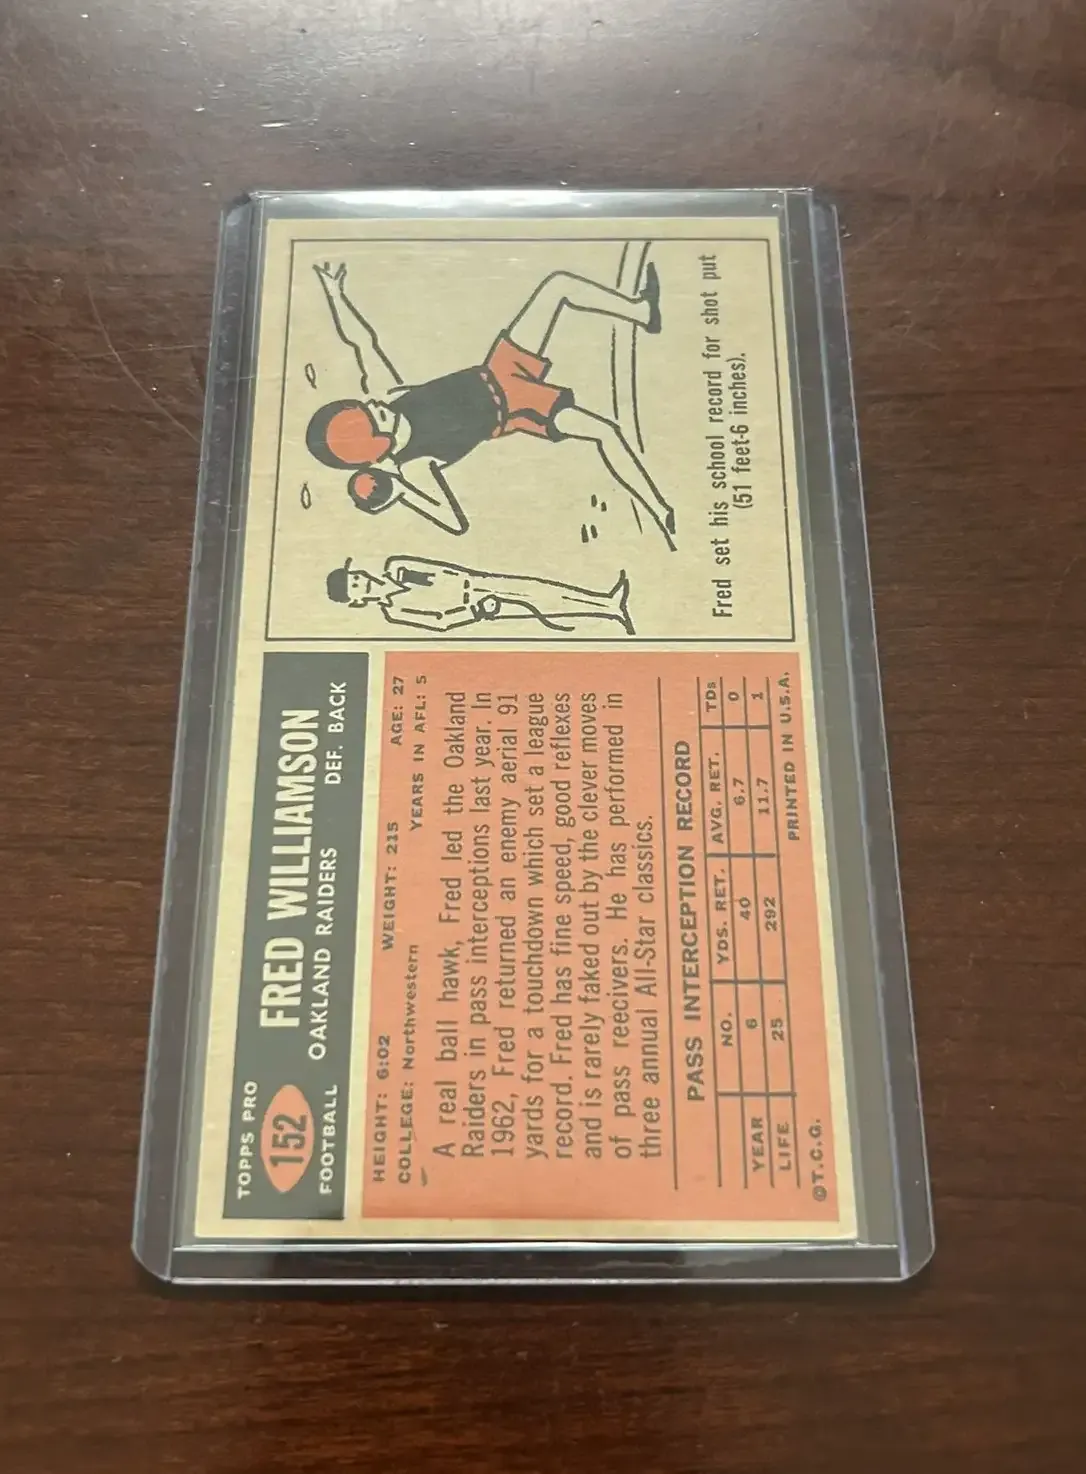 TOPPS PRO
152
FOOTBALL
FRED WILLIAMSON
OAKLAND RAIDERS DEF. BACK
HEIGHT: 6:02 WEIGHT: 215 AGE: 27
COLLEGE: Northwestern YEARS IN AFL: 5
A real ball hawk, Fred led the Oakland
Raiders in pass interceptions last year. In
1962, Fred returned an enemy aerial 91
yards for a touchdown which set a league
record. Fred has fine speed, good reflexes
and is rarely faked out by the clever moves
of pass reecivers. He has performed in
three annual All-Star classics.
PASS INTERCEPTION RECORD
NO. YDS. RET. AVG. RET. TDs
YEAR 6 40 6.7 0
LIFE 25 292 11.7 1
©T.C.G. PRINTED IN U.S.A.
Fred set his school record for shot put
(51 feet-6 inches).